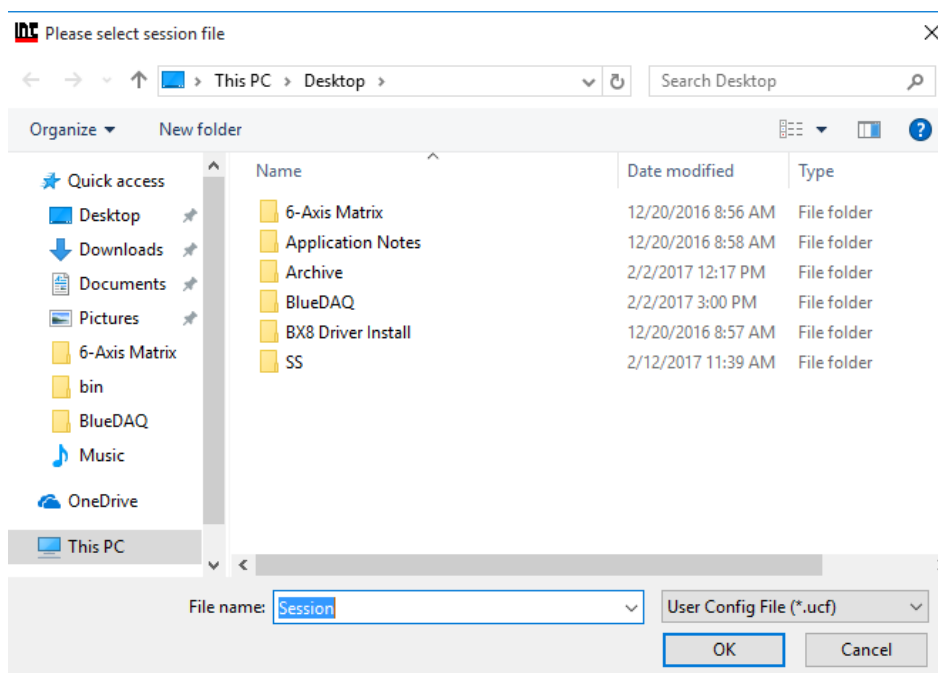 Please select session file
This PC > Desktop >
Search Desktop
Organize
New folder
?
Name
Date modified
Type
Quick access
Desktop
Downloads
Documents
Pictures
6-Axis Matrix
bin
BlueDAQ
Music
OneDrive
This PC
6-Axis Matrix 12/20/2016 8:56 AM File folder
Application Notes 12/20/2016 8:58 AM File folder
Archive 2/2/2017 12:17 PM File folder
BlueDAQ 2/2/2017 3:00 PM File folder
BX8 Driver Install 12/20/2016 8:57 AM File folder
SS 2/12/2017 11:39 AM File folder
File name: Session
User Config File (*.ucf)
OK
Cancel